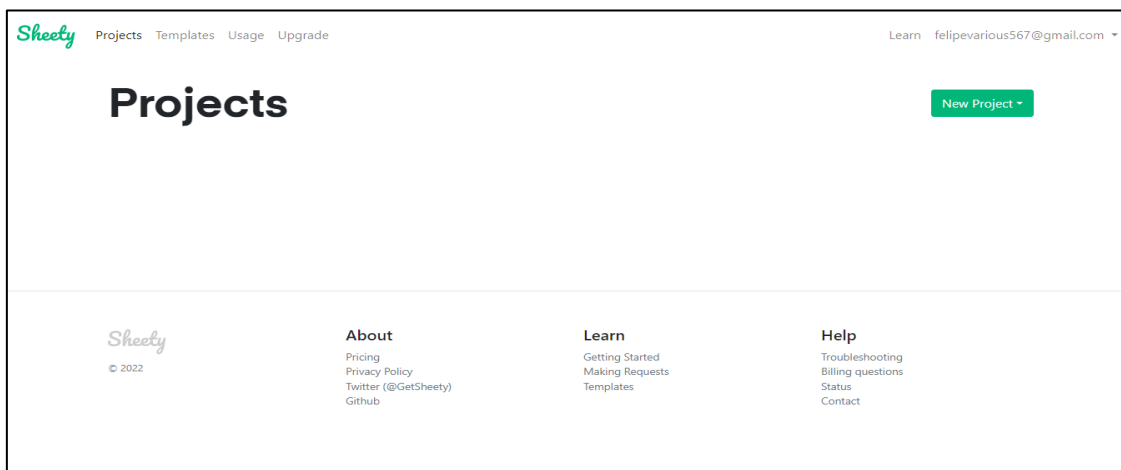 Sheety Projects Templates Usage Upgrade Learn felipevarious567@gmail.com
Projects
New Project
Sheety
© 2022
About
Pricing
Privacy Policy
Twitter (@GetSheety)
Github
Learn
Getting Started
Making Requests
Templates
Help
Troubleshooting
Billing questions
Status
Contact